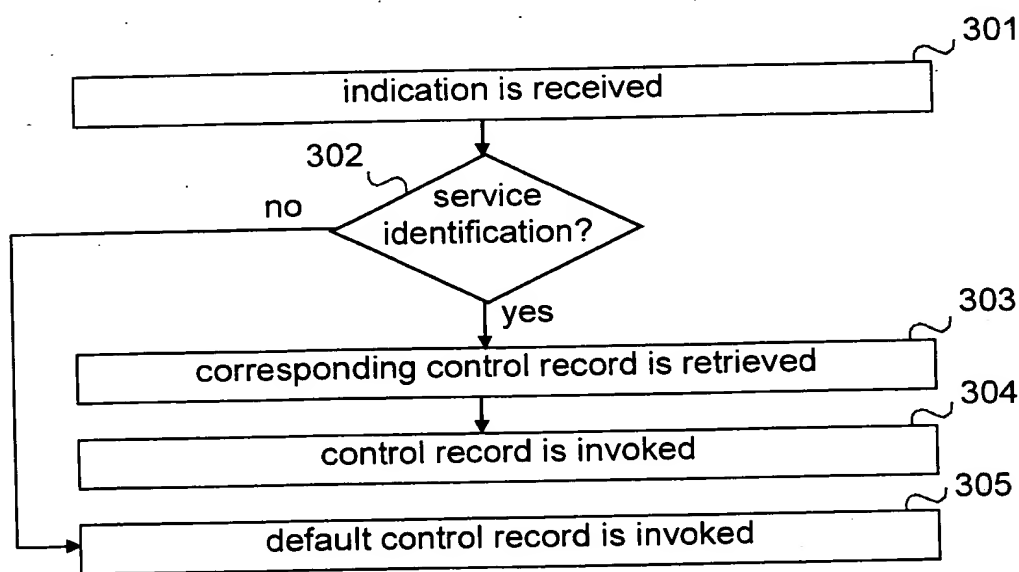 301
indication is received
302
service
identification?
no
yes
303
corresponding control record is retrieved
304
control record is invoked
305
default control record is invoked